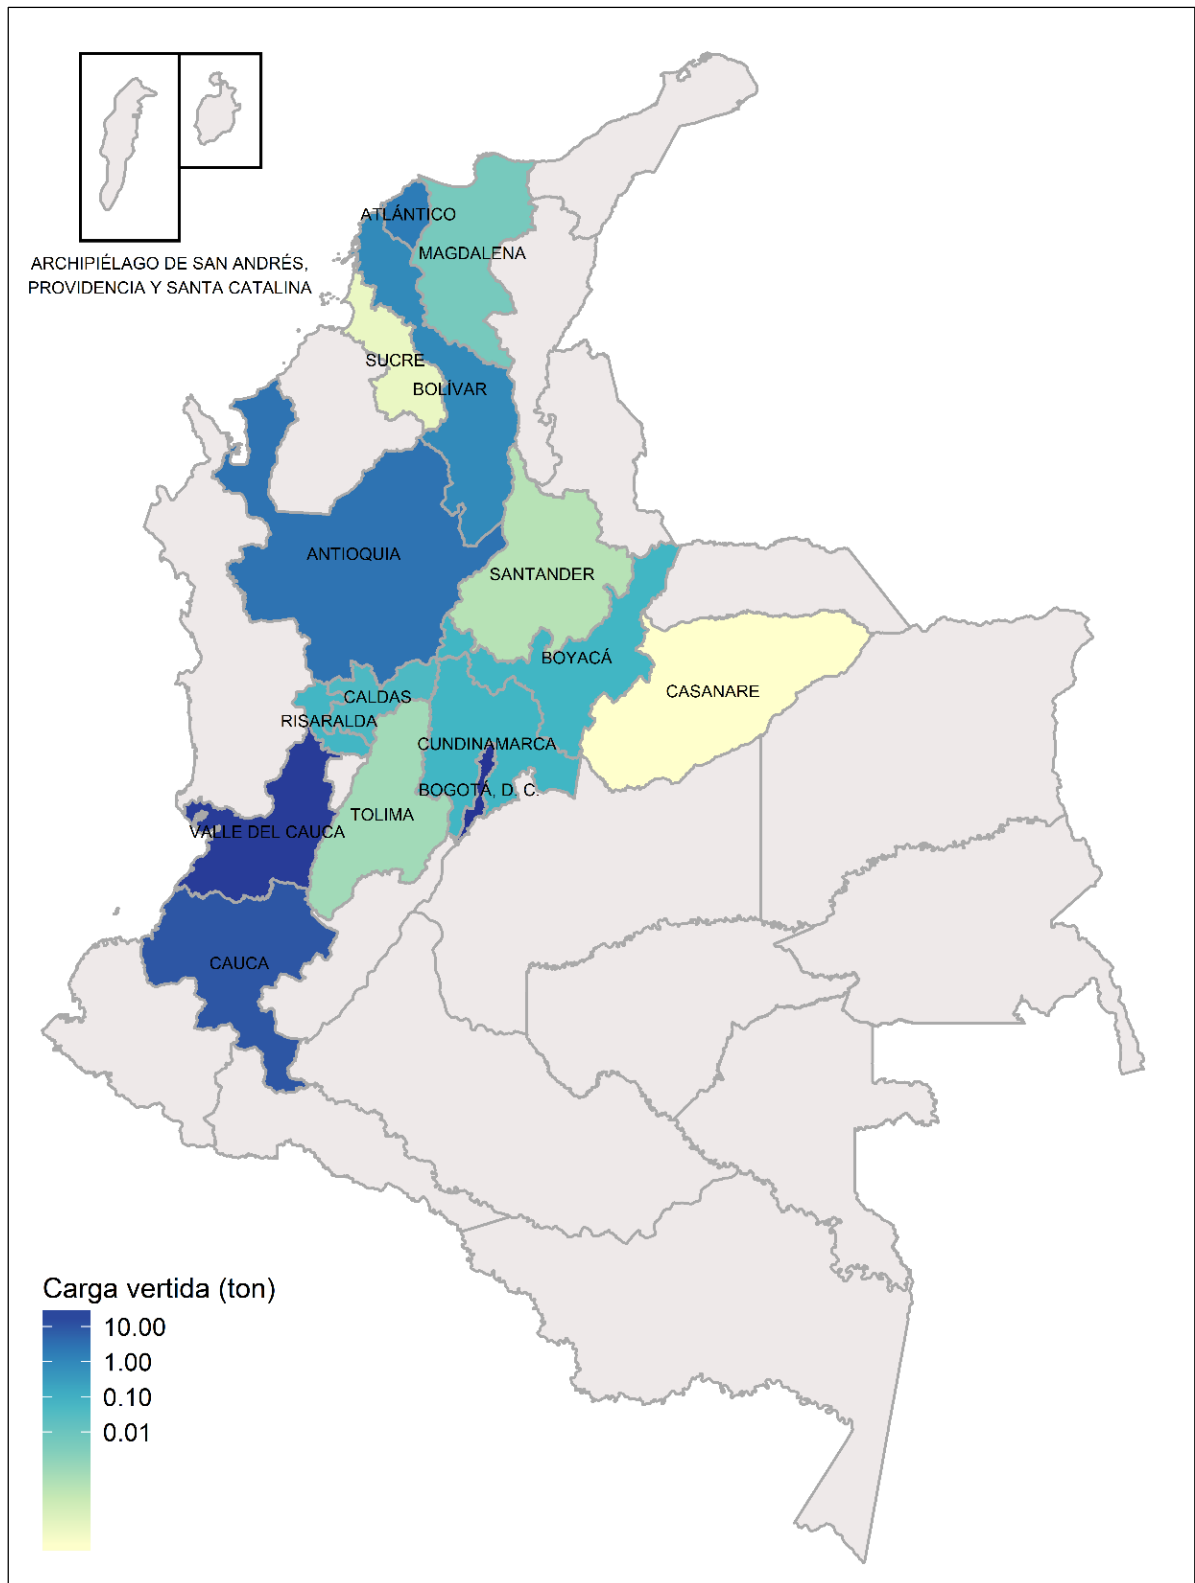 ARCHIPIÉLAGO DE SAN ANDRÉS,
PROVIDENCIA Y SANTA CATALINA
ATLÁNTICO
MAGDALENA
SUCRE
BOLÍVAR
ANTIOQUIA
SANTANDER
BOYACÁ
CASANARE
CALDAS
RISARALDA
CUNDINAMARCA
BOGOTÁ, D. C.
TOLIMA
VALLE DEL CAUCA
CAUCA
Carga vertida (ton)
10.00
1.00
0.10
0.01